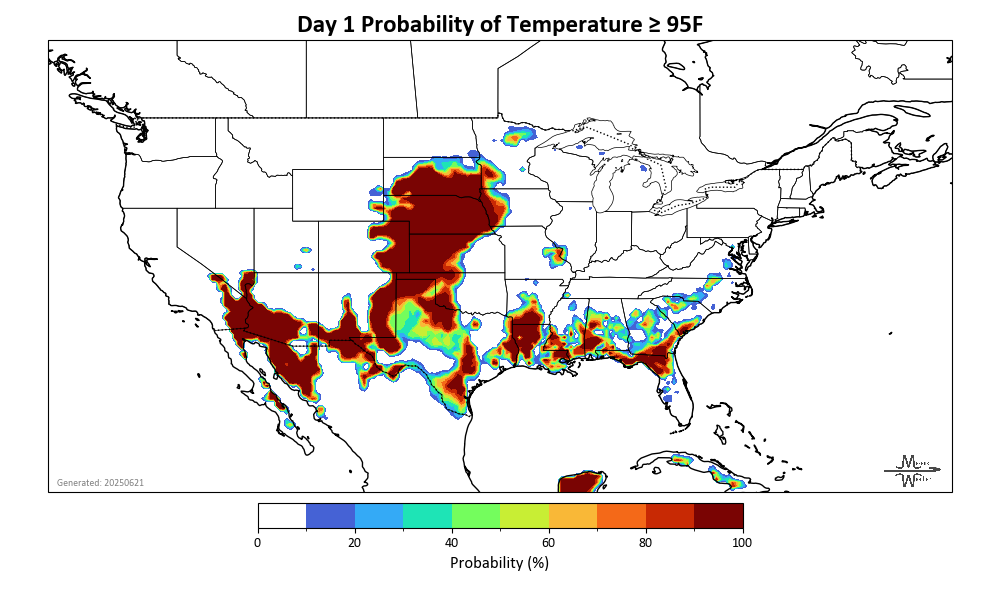 Day 1 Probability of Temperature ≥ 95F
Generated: 20250621
0 20 40 60 80 100
Probability (%)